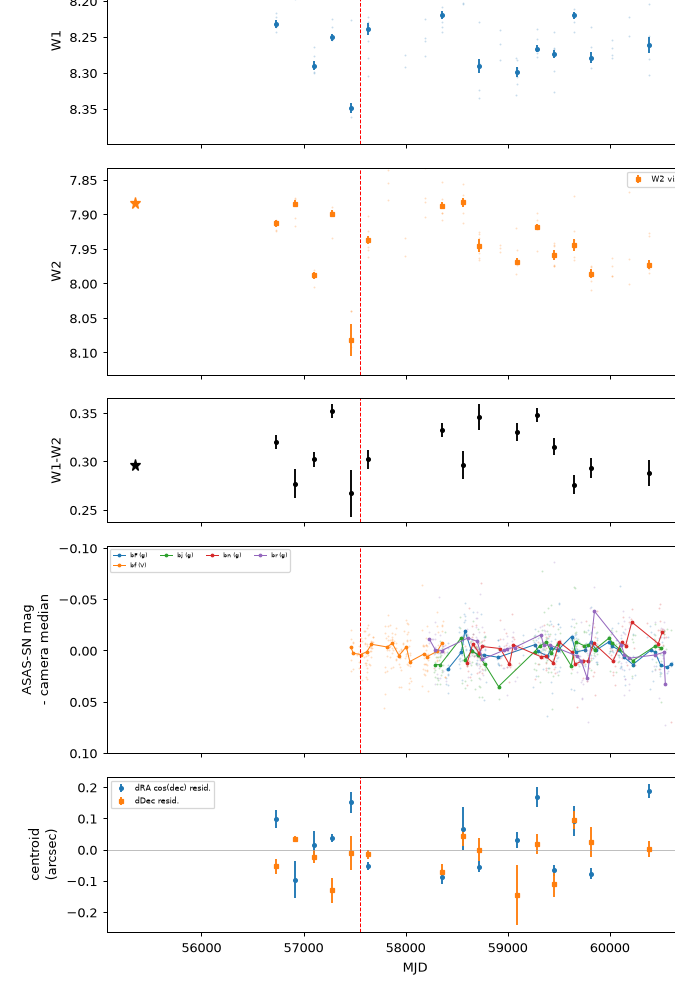 8.20
8.25
8.30
8.35
W1
7.85
7.90
7.95
8.00
8.05
8.10
W2
W2 vi
0.35
0.30
0.25
W1-W2
−0.10
−0.05
0.00
0.05
0.10
ASAS-SN mag
- camera median
bF (g) bj (g) bn (g) br (g)
bf (V)
0.2
0.1
0.0
−0.1
−0.2
centroid
(arcsec)
dRA cos(dec) resid.
dDec resid.
56000 57000 58000 59000 60000
MJD